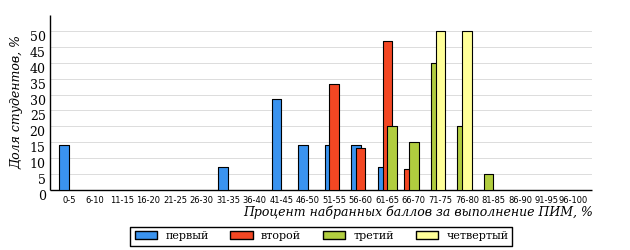 Доля студентов, %
50
45
40
35
30
25
20
15
10
5
0
0-5 6-10 11-15 16-20 21-25 26-30 31-35 36-40 41-45 46-50 51-55 56-60 61-65 66-70 71-75 76-80 81-85 86-90 91-95 96-100
Процент набранных баллов за выполнение ПИМ, %
первый второй третий четвертый